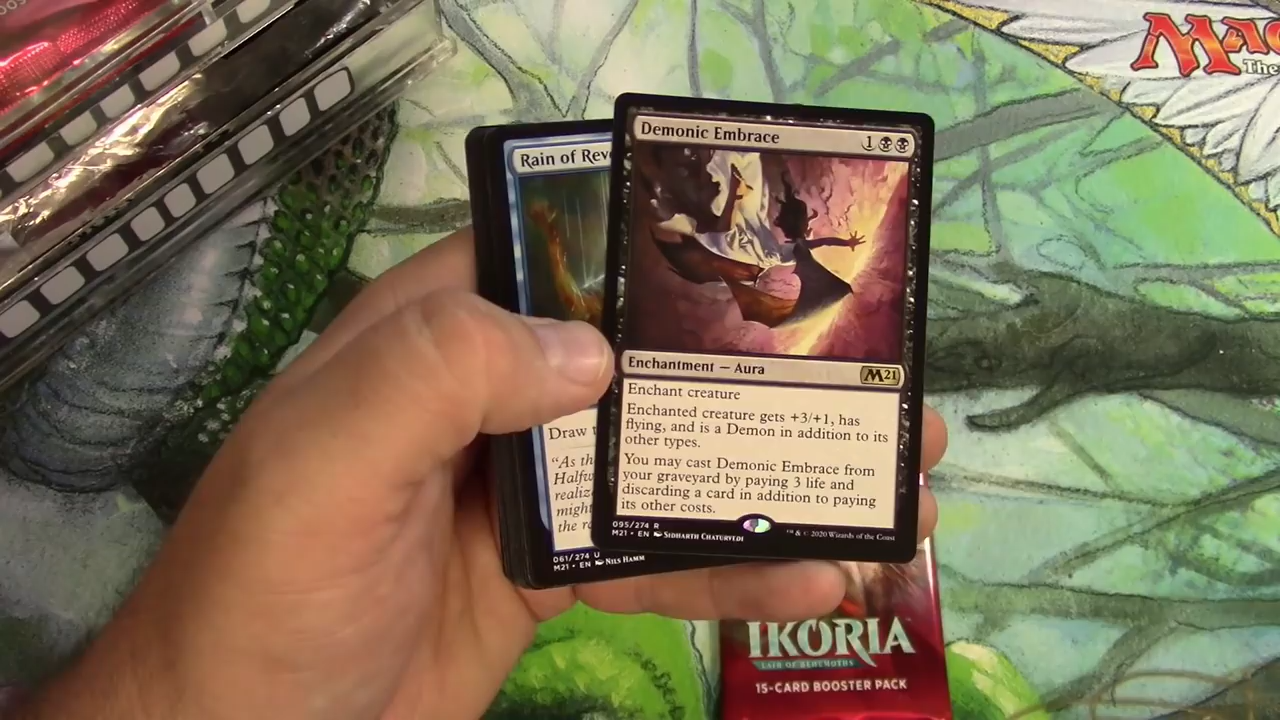 Magic
The
Rain of Reve
Draw
"As th
Halfw
realiz
might
the ra
061/274 U
M21 • EN NILS HAMM
Demonic Embrace
1
Enchantment — Aura
M21
Enchant creature
Enchanted creature gets +3/+1, has
flying, and is a Demon in addition to its
other types.
You may cast Demonic Embrace from
your graveyard by paying 3 life and
discarding a card in addition to paying
its other costs.
095/274 R
M21 • EN SIDHARTH CHATURVEDI
™ & © 2020 Wizards of the Coast
IKORIA
LAIR OF BEHEMOTHS
15-CARD BOOSTER PACK